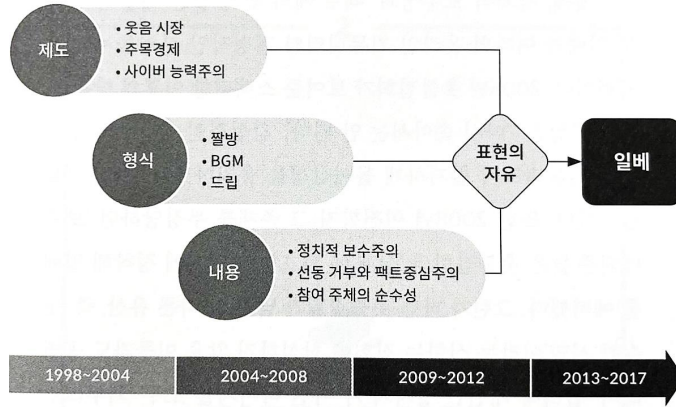 제도
• 웃음 시장
• 주목경제
• 사이버 능력주의
형식
• 짤방
• BGM
• 드립
표현의
자유
일베
내용
• 정치적 보수주의
• 선동 거부와 팩트중심주의
• 참여 주체의 순수성
1998~2004
2004~2008
2009~2012
2013~2017